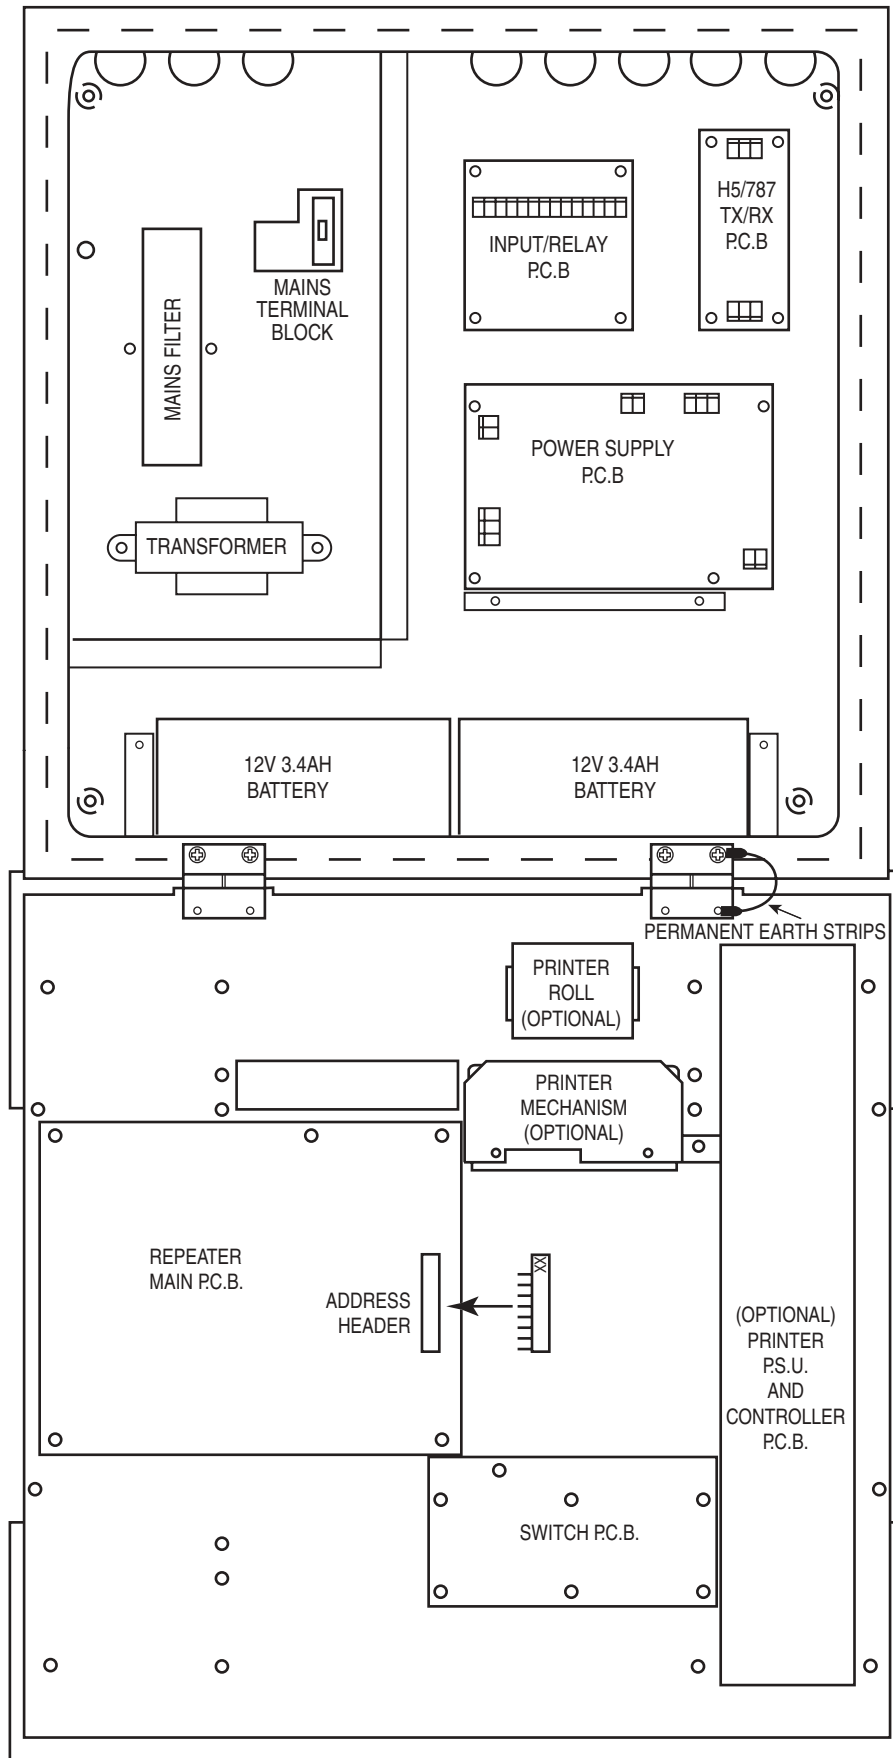 MAINS FILTER
MAINS
TERMINAL
BLOCK
TRANSFORMER
INPUT/RELAY
P.C.B
H5/787
TX/RX
P.C.B
POWER SUPPLY
P.C.B
12V 3.4AH
BATTERY
12V 3.4AH
BATTERY
PERMANENT EARTH STRIPS
PRINTER
ROLL
(OPTIONAL)
PRINTER
MECHANISM
(OPTIONAL)
REPEATER
MAIN P.C.B.
ADDRESS
HEADER
XX
(OPTIONAL)
PRINTER
P.S.U.
AND
CONTROLLER
P.C.B.
SWITCH P.C.B.